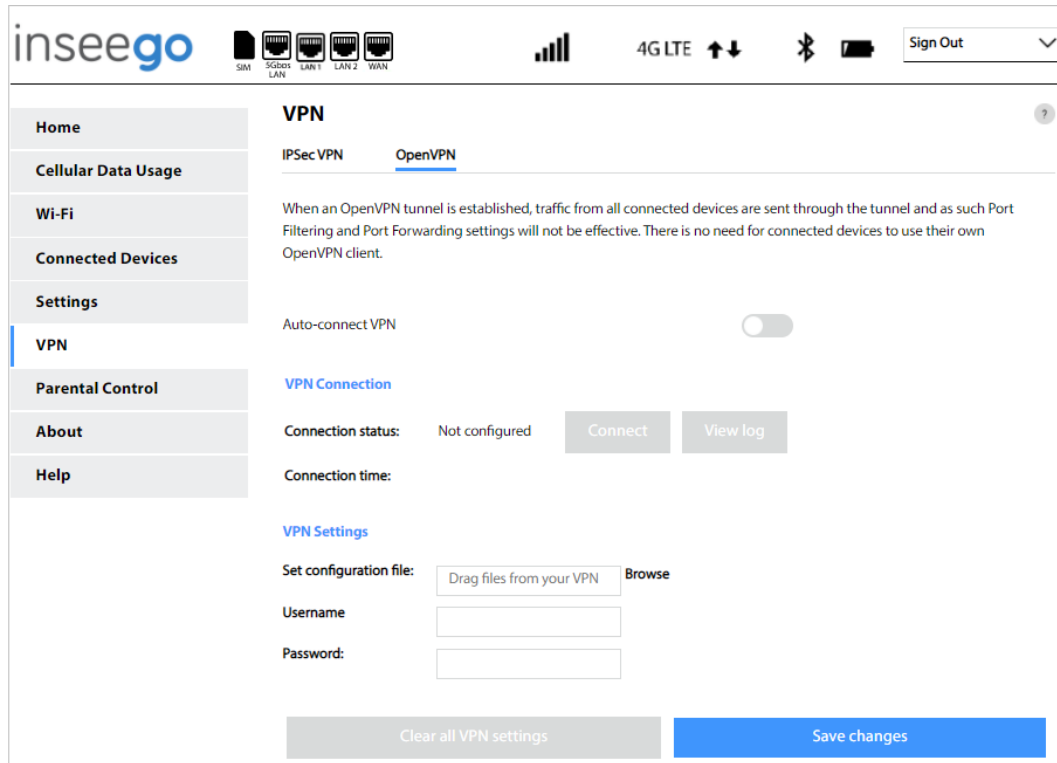 inseego
SIM
5Gbps
LAN
LAN 1
LAN 2
WAN
4G LTE
Sign Out
Home
Cellular Data Usage
Wi-Fi
Connected Devices
Settings
VPN
Parental Control
About
Help
VPN
?
IPSec VPN
OpenVPN
When an OpenVPN tunnel is established, traffic from all connected devices are sent through the tunnel and as such Port
Filtering and Port Forwarding settings will not be effective. There is no need for connected devices to use their own
OpenVPN client.
Auto-connect VPN
VPN Connection
Connection status: Not configured Connect View log
Connection time:
VPN Settings
Set configuration file: Drag files from your VPN Browse
Username
Password:
Clear all VPN settings Save changes